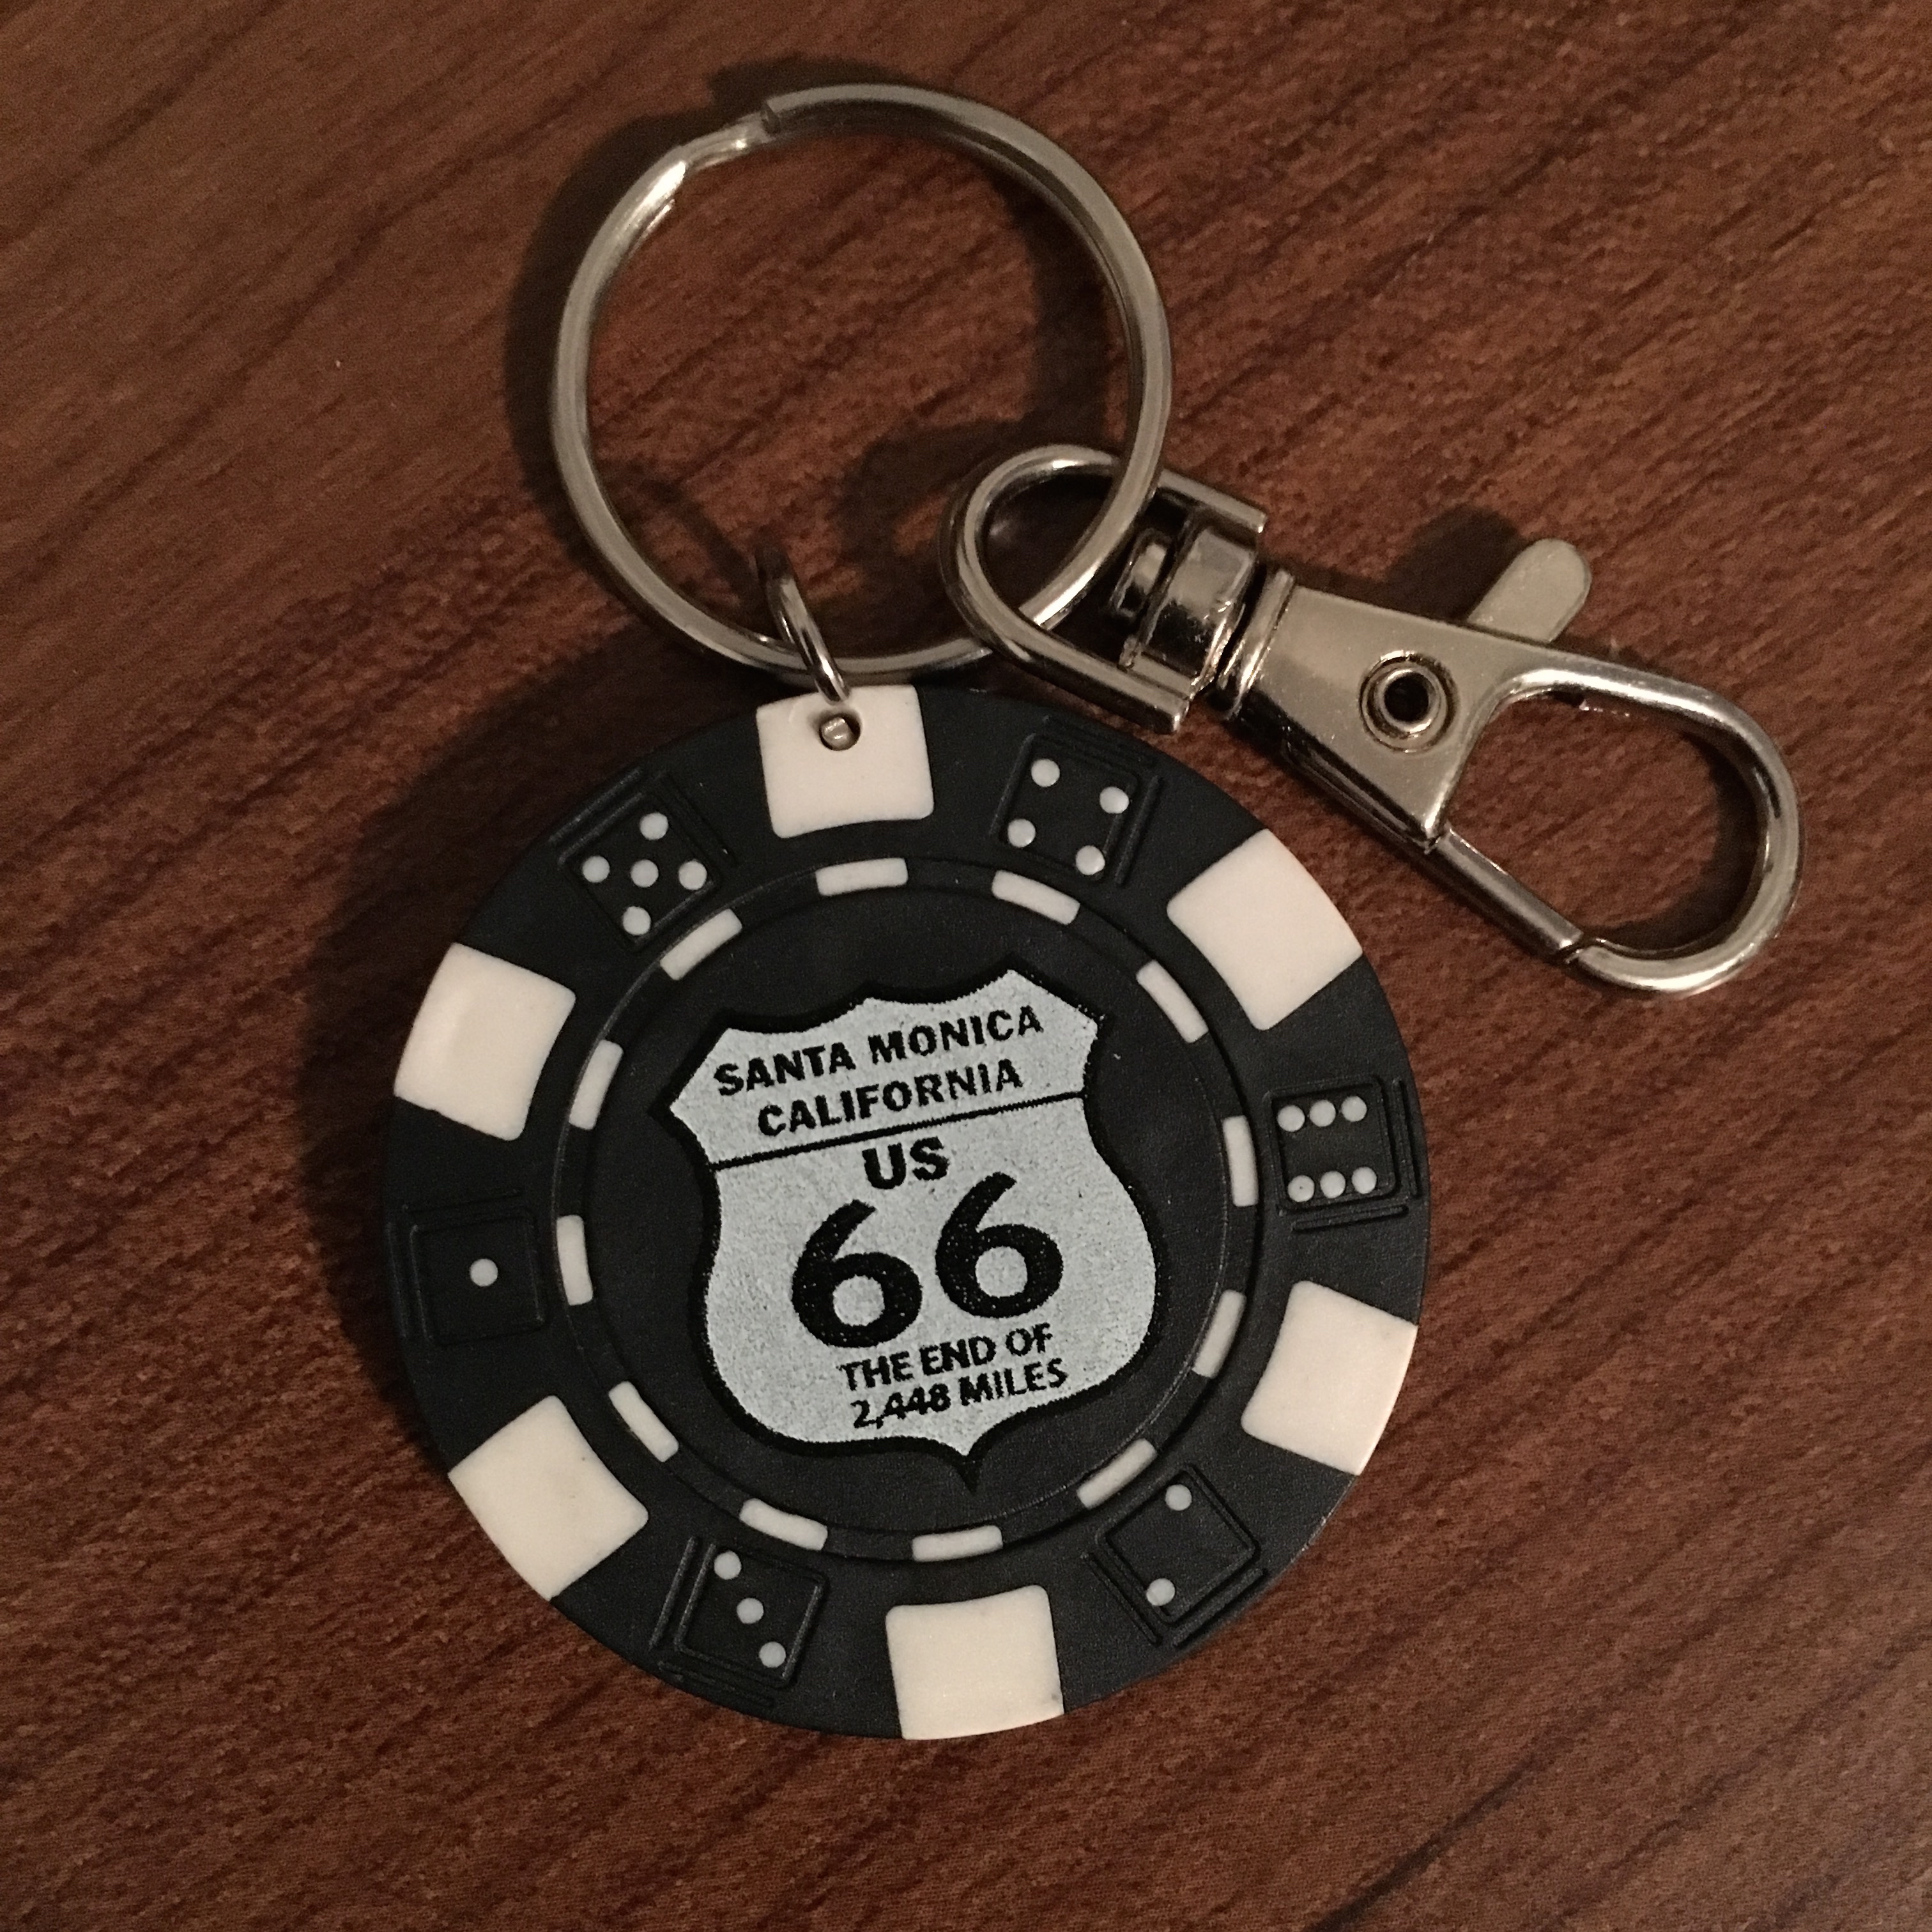 SANTA MONICA
CALIFORNIA
US
66
THE END OF
2,448 MILES